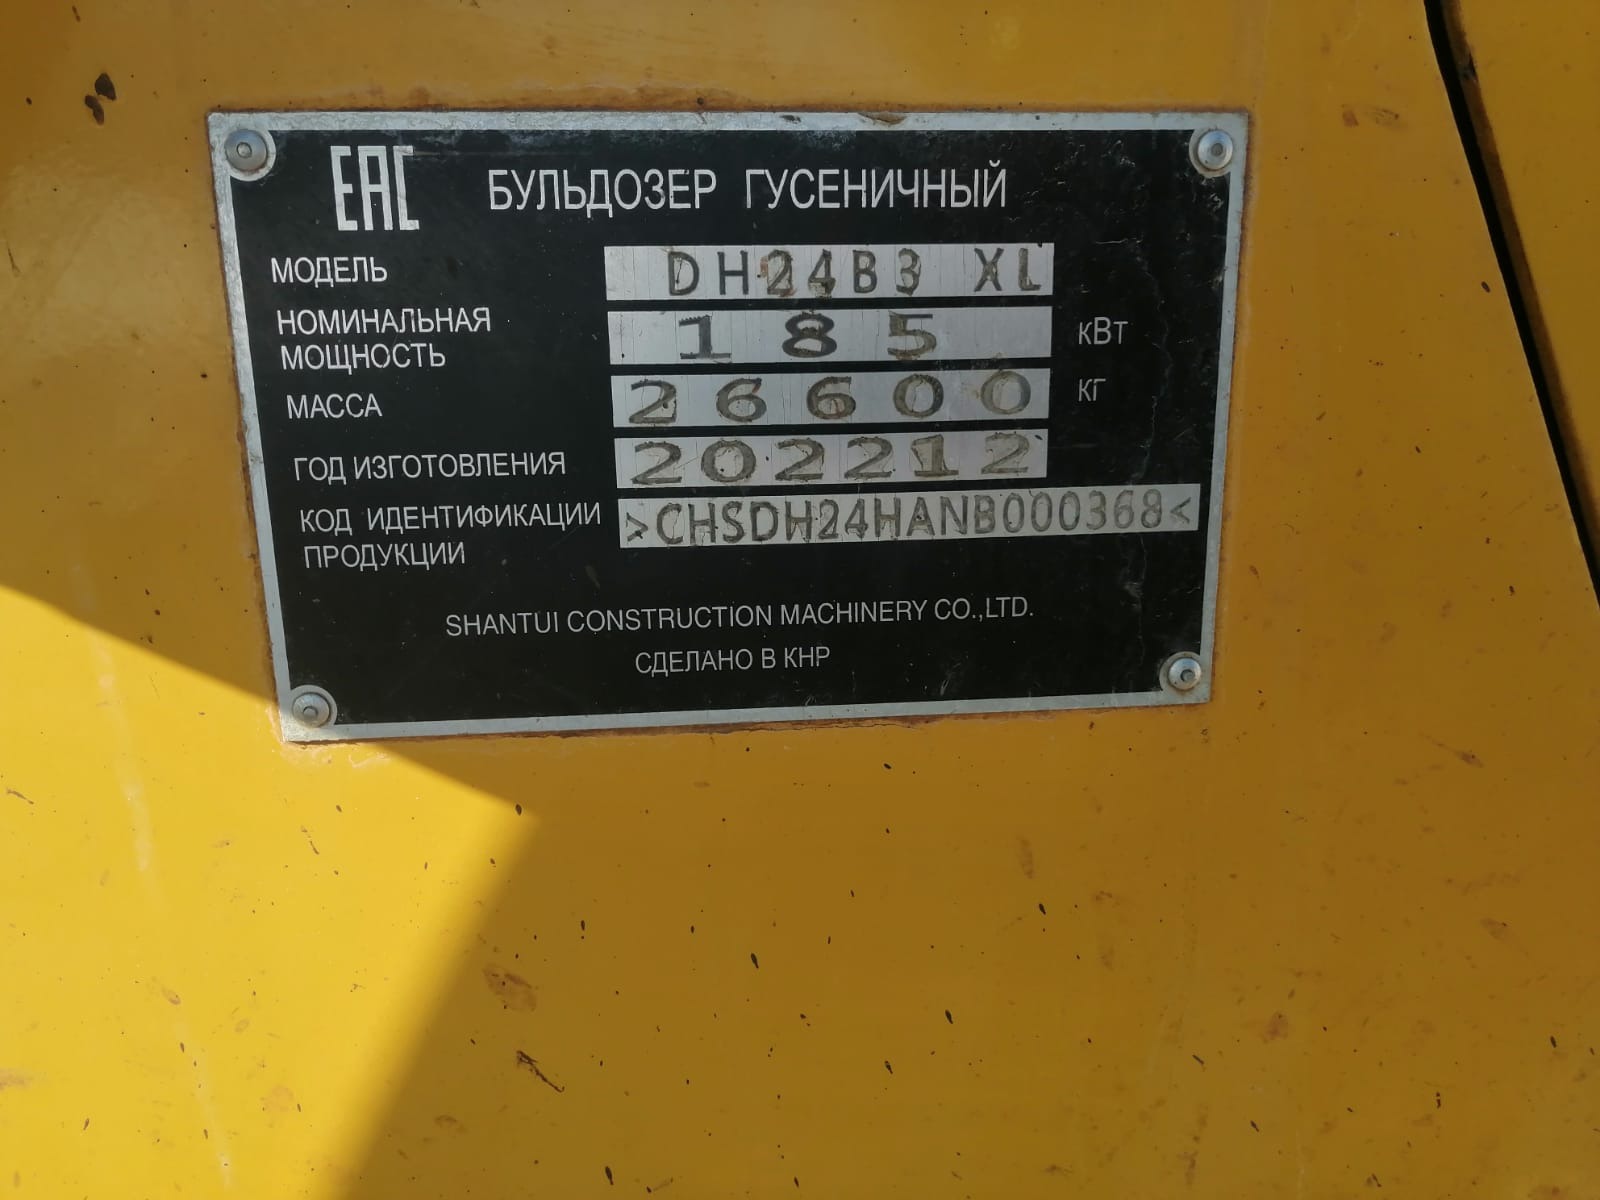 EAC БУЛЬДОЗЕР ГУСЕНИЧНЫЙ
МОДЕЛЬ DH24B3 XL
НОМИНАЛЬНАЯ
МОЩНОСТЬ 185 кВт
МАССА 26600 кг
ГОД ИЗГОТОВЛЕНИЯ 202212
КОД ИДЕНТИФИКАЦИИ
ПРОДУКЦИИ >CHSDH24HANB000368<
SHANTUI CONSTRUCTION MACHINERY CO.,LTD.
СДЕЛАНО В КНР